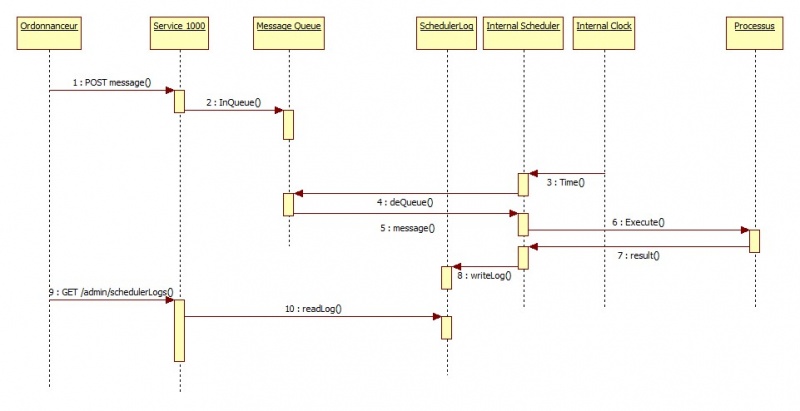 Ordonnanceur
Service 1000
Message Queue
SchedulerLog
Internal Scheduler
Internal Clock
Processus
1 : POST message()
2 : InQueue()
3 : Time()
4 : deQueue()
5 : message()
6 : Execute()
7 : result()
8 : writeLog()
9 : GET /admin/schedulerLogs()
10 : readLog()